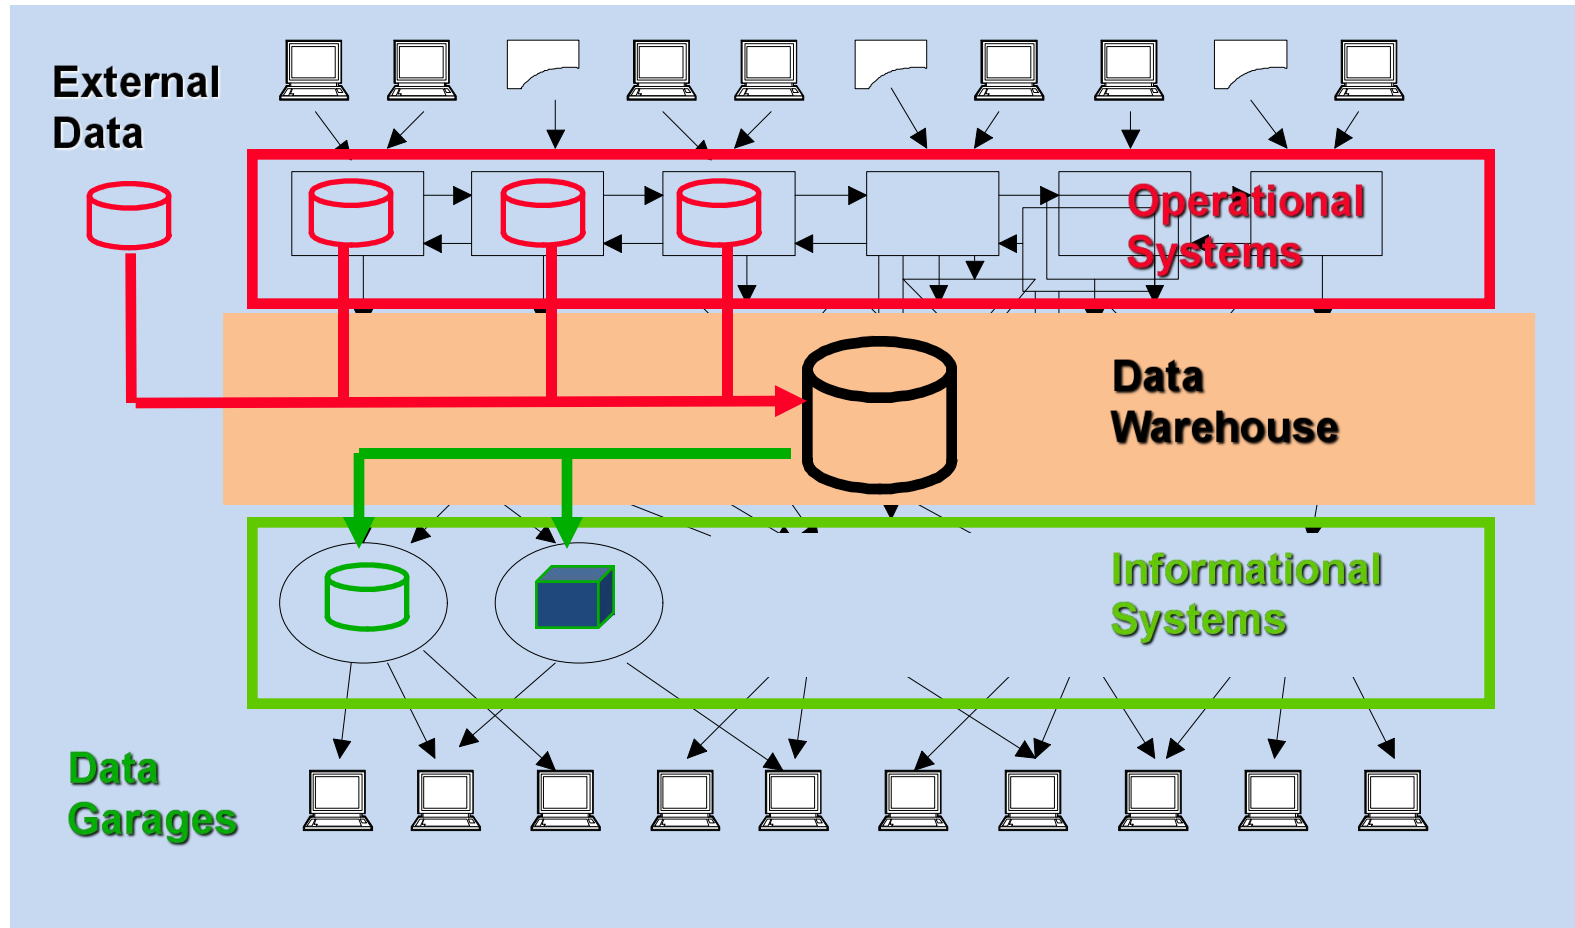 External
Data
Operational
Systems
Data
Warehouse
Informational
Systems
Data
Garages